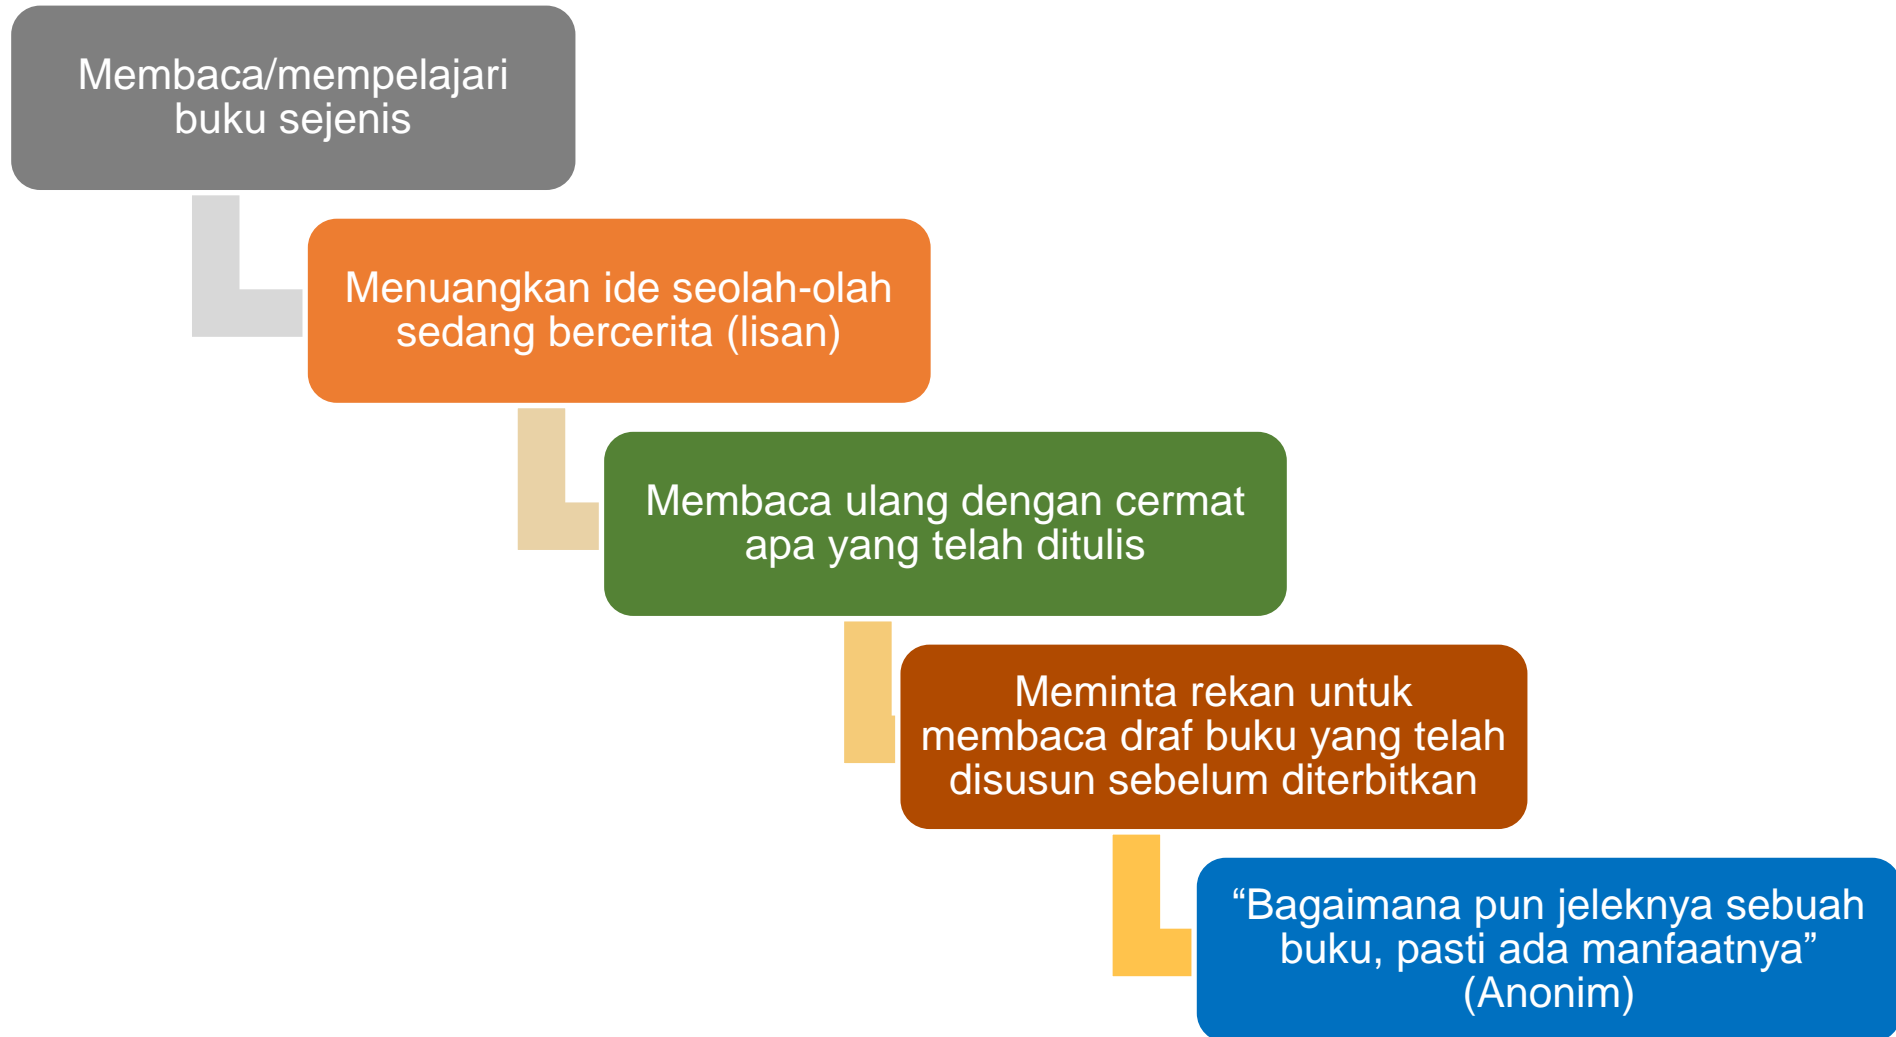 Membaca/mempelajari
buku sejenis
Menuangkan ide seolah-olah
sedang bercerita (lisan)
Membaca ulang dengan cermat
apa yang telah ditulis
Meminta rekan untuk
membaca draf buku yang telah
disusun sebelum diterbitkan
“Bagaimana pun jeleknya sebuah
buku, pasti ada manfaatnya”
(Anonim)